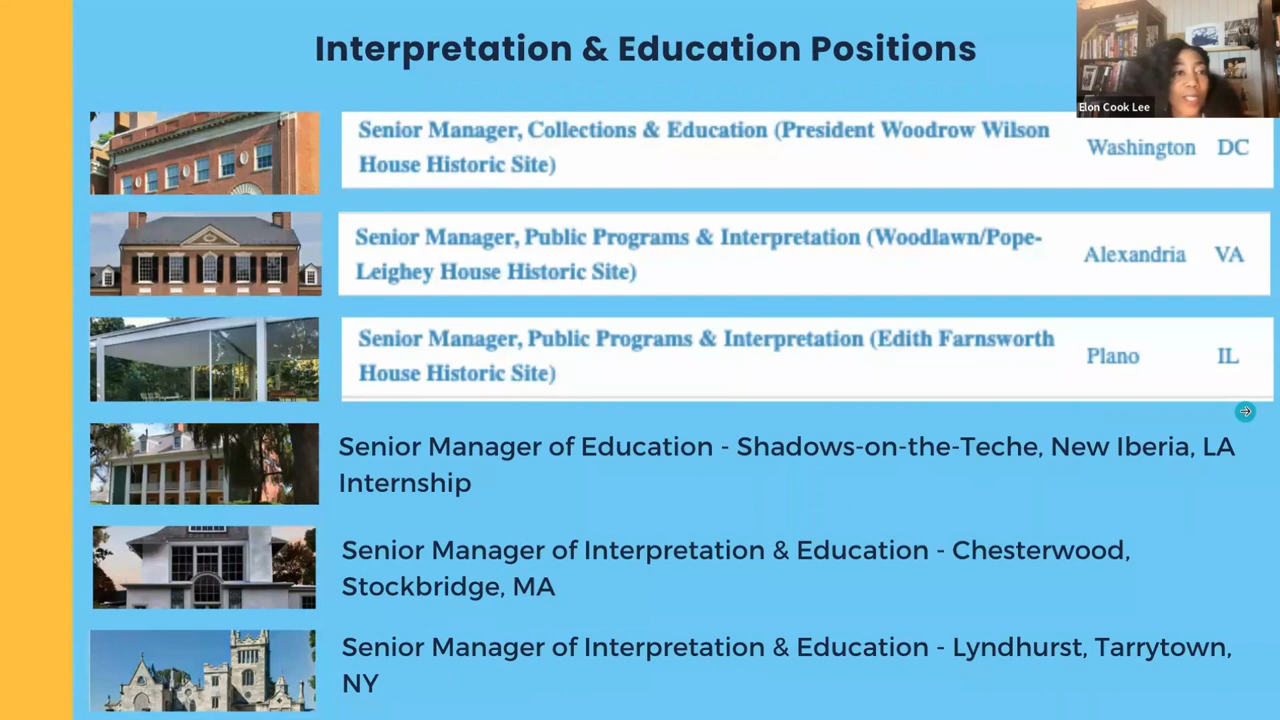 Interpretation & Education Positions
Elon Cook Lee
Senior Manager, Collections & Education (President Woodrow Wilson
House Historic Site)
Washington DC
Senior Manager, Public Programs & Interpretation (Woodlawn/Pope-
Leighey House Historic Site)
Alexandria VA
Senior Manager, Public Programs & Interpretation (Edith Farnsworth
House Historic Site)
Plano IL
Senior Manager of Education - Shadows-on-the-Teche, New Iberia, LA
Internship
Senior Manager of Interpretation & Education - Chesterwood,
Stockbridge, MA
Senior Manager of Interpretation & Education - Lyndhurst, Tarrytown,
NY